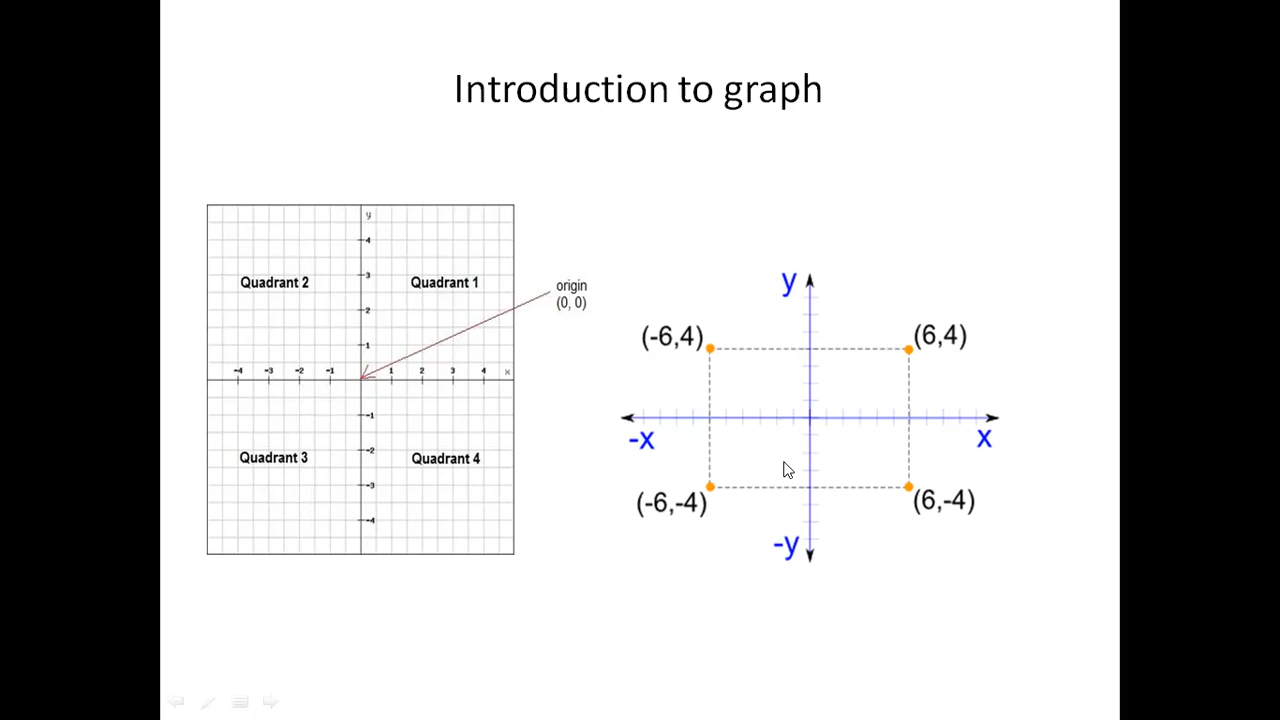 Introduction to graph
y
4
3
2
1
Quadrant 2
Quadrant 1
origin
(0, 0)
-4 -3 -2 -1 1 2 3 4 x
-1
-2
-3
-4
Quadrant 3
Quadrant 4
y
(-6,4)
(6,4)
-x
x
(-6,-4)
(6,-4)
-y